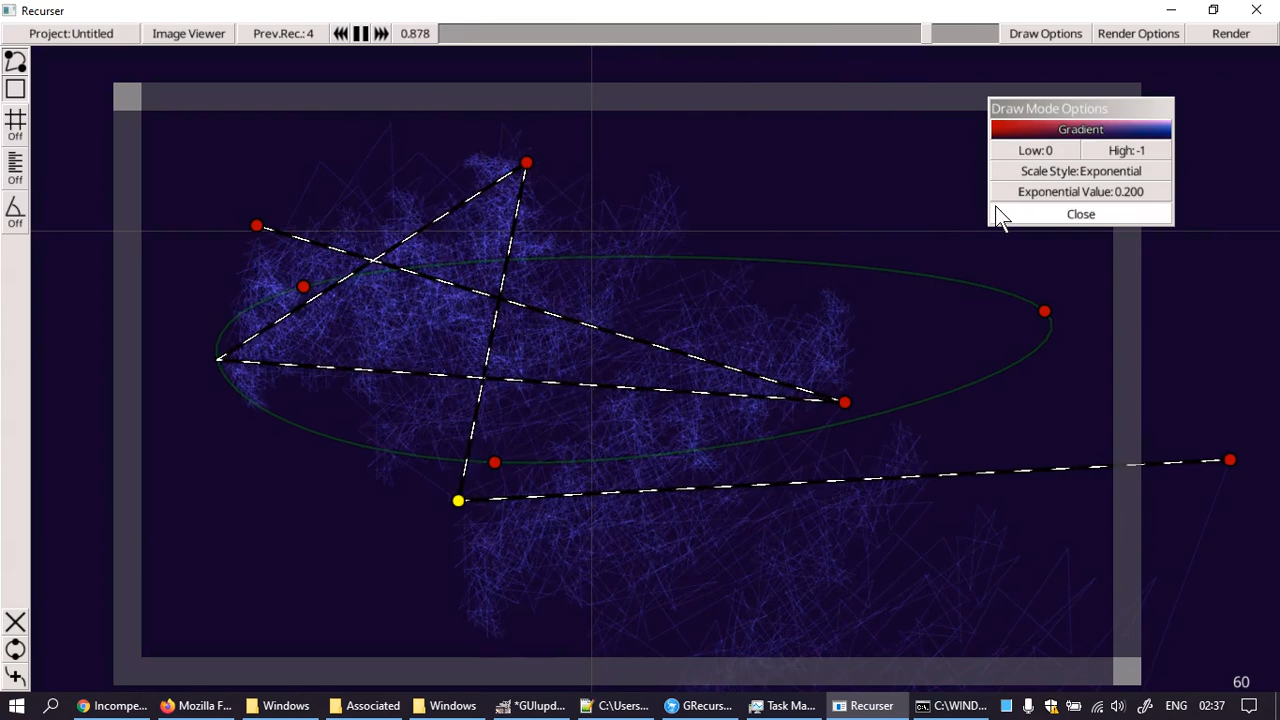 Recurser
Project: Untitled
Image Viewer
Prev.Rec.: 4
0.878
Draw Options
Render Options
Render
Off
Off
Off
Draw Mode Options
Gradient
Low: 0
High: -1
Scale Style: Exponential
Exponential Value: 0.200
Close
60
Incompe...
Mozilla F...
Windows
Associated
Windows
*GUIupd...
C:\Users...
GRecurs...
Task Ma...
Recurser
C:\WIND...
ENG
02:37